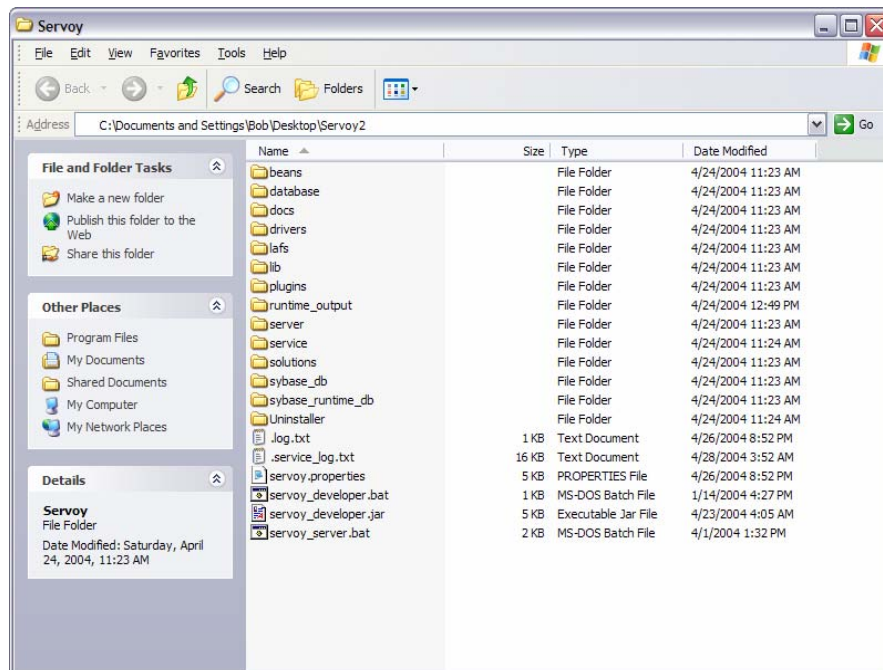 Servoy
File Edit View Favorites Tools Help
Back Search Folders
Address C:\Documents and Settings\Bob\Desktop\Servoy2 Go
File and Folder Tasks
Make a new folder
Publish this folder to the
Web
Share this folder
Other Places
Program Files
My Documents
Shared Documents
My Computer
My Network Places
Details
Servoy
File Folder
Date Modified: Saturday, April
24, 2004, 11:23 AM
Name Size Type Date Modified
beans File Folder 4/24/2004 11:23 AM
database File Folder 4/24/2004 11:23 AM
docs File Folder 4/24/2004 11:23 AM
drivers File Folder 4/24/2004 11:23 AM
lafs File Folder 4/24/2004 11:23 AM
lib File Folder 4/24/2004 11:23 AM
plugins File Folder 4/24/2004 11:23 AM
runtime_output File Folder 4/24/2004 12:49 PM
server File Folder 4/24/2004 11:23 AM
service File Folder 4/24/2004 11:24 AM
solutions File Folder 4/24/2004 11:23 AM
sybase_db File Folder 4/24/2004 11:23 AM
sybase_runtime_db File Folder 4/24/2004 11:23 AM
Uninstaller File Folder 4/24/2004 11:24 AM
.log.txt 1 KB Text Document 4/26/2004 8:52 PM
.service_log.txt 16 KB Text Document 4/28/2004 3:52 AM
servoy.properties 5 KB PROPERTIES File 4/26/2004 8:52 PM
servoy_developer.bat 1 KB MS-DOS Batch File 1/14/2004 4:27 PM
servoy_developer.jar 5 KB Executable Jar File 4/23/2004 4:05 AM
servoy_server.bat 2 KB MS-DOS Batch File 4/1/2004 1:32 PM